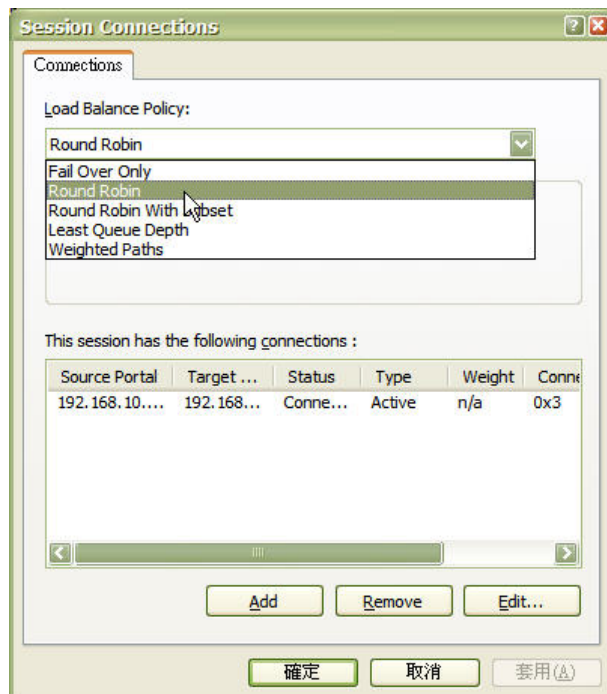 Session Connections
Connections
Load Balance Policy:
Round Robin
Fail Over Only
Round Robin
Round Robin With Subset
Least Queue Depth
Weighted Paths
This session has the following connections :
Source Portal Target ... Status Type Weight Conne
192.168.10.... 192.168... Conne... Active n/a 0x3
Add Remove Edit...
確定 取消 套用(A)